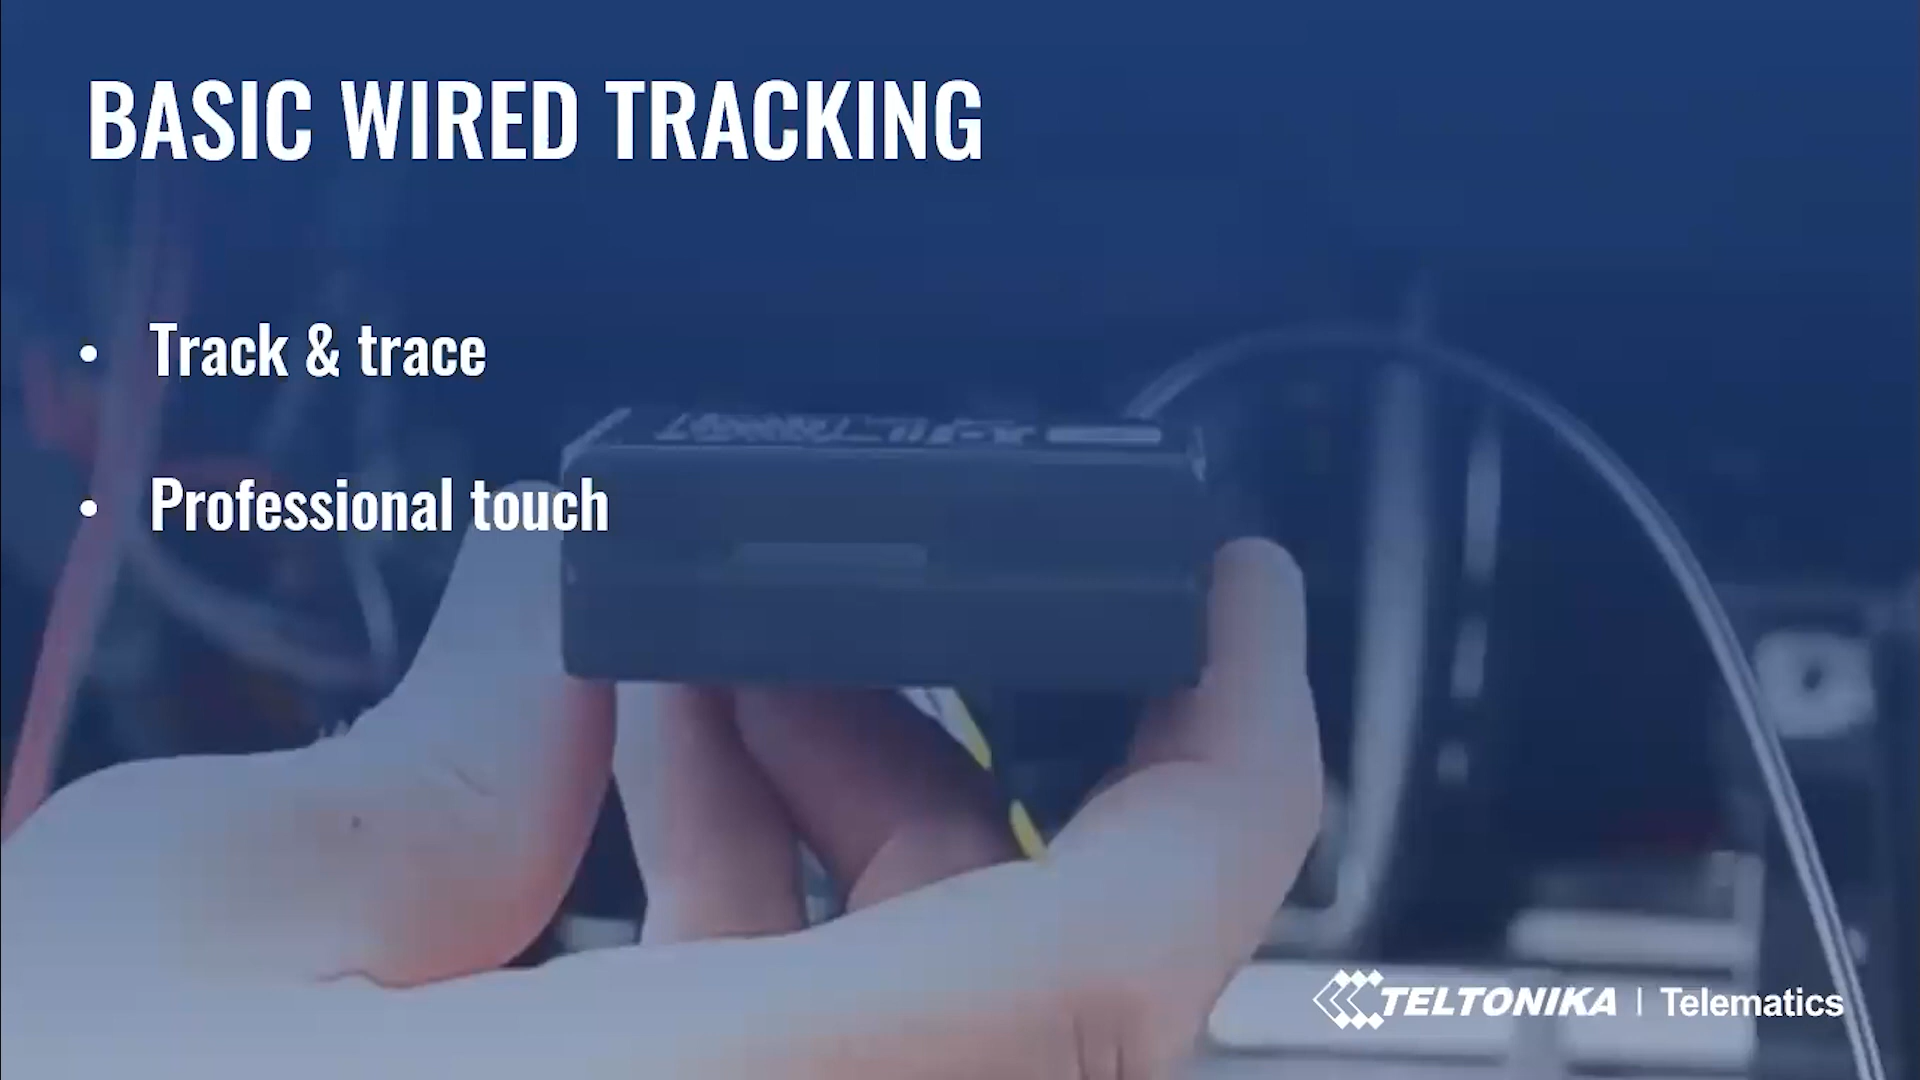 BASIC WIRED TRACKING
• Track & trace
• Professional touch
TELTONIKA | Telematics